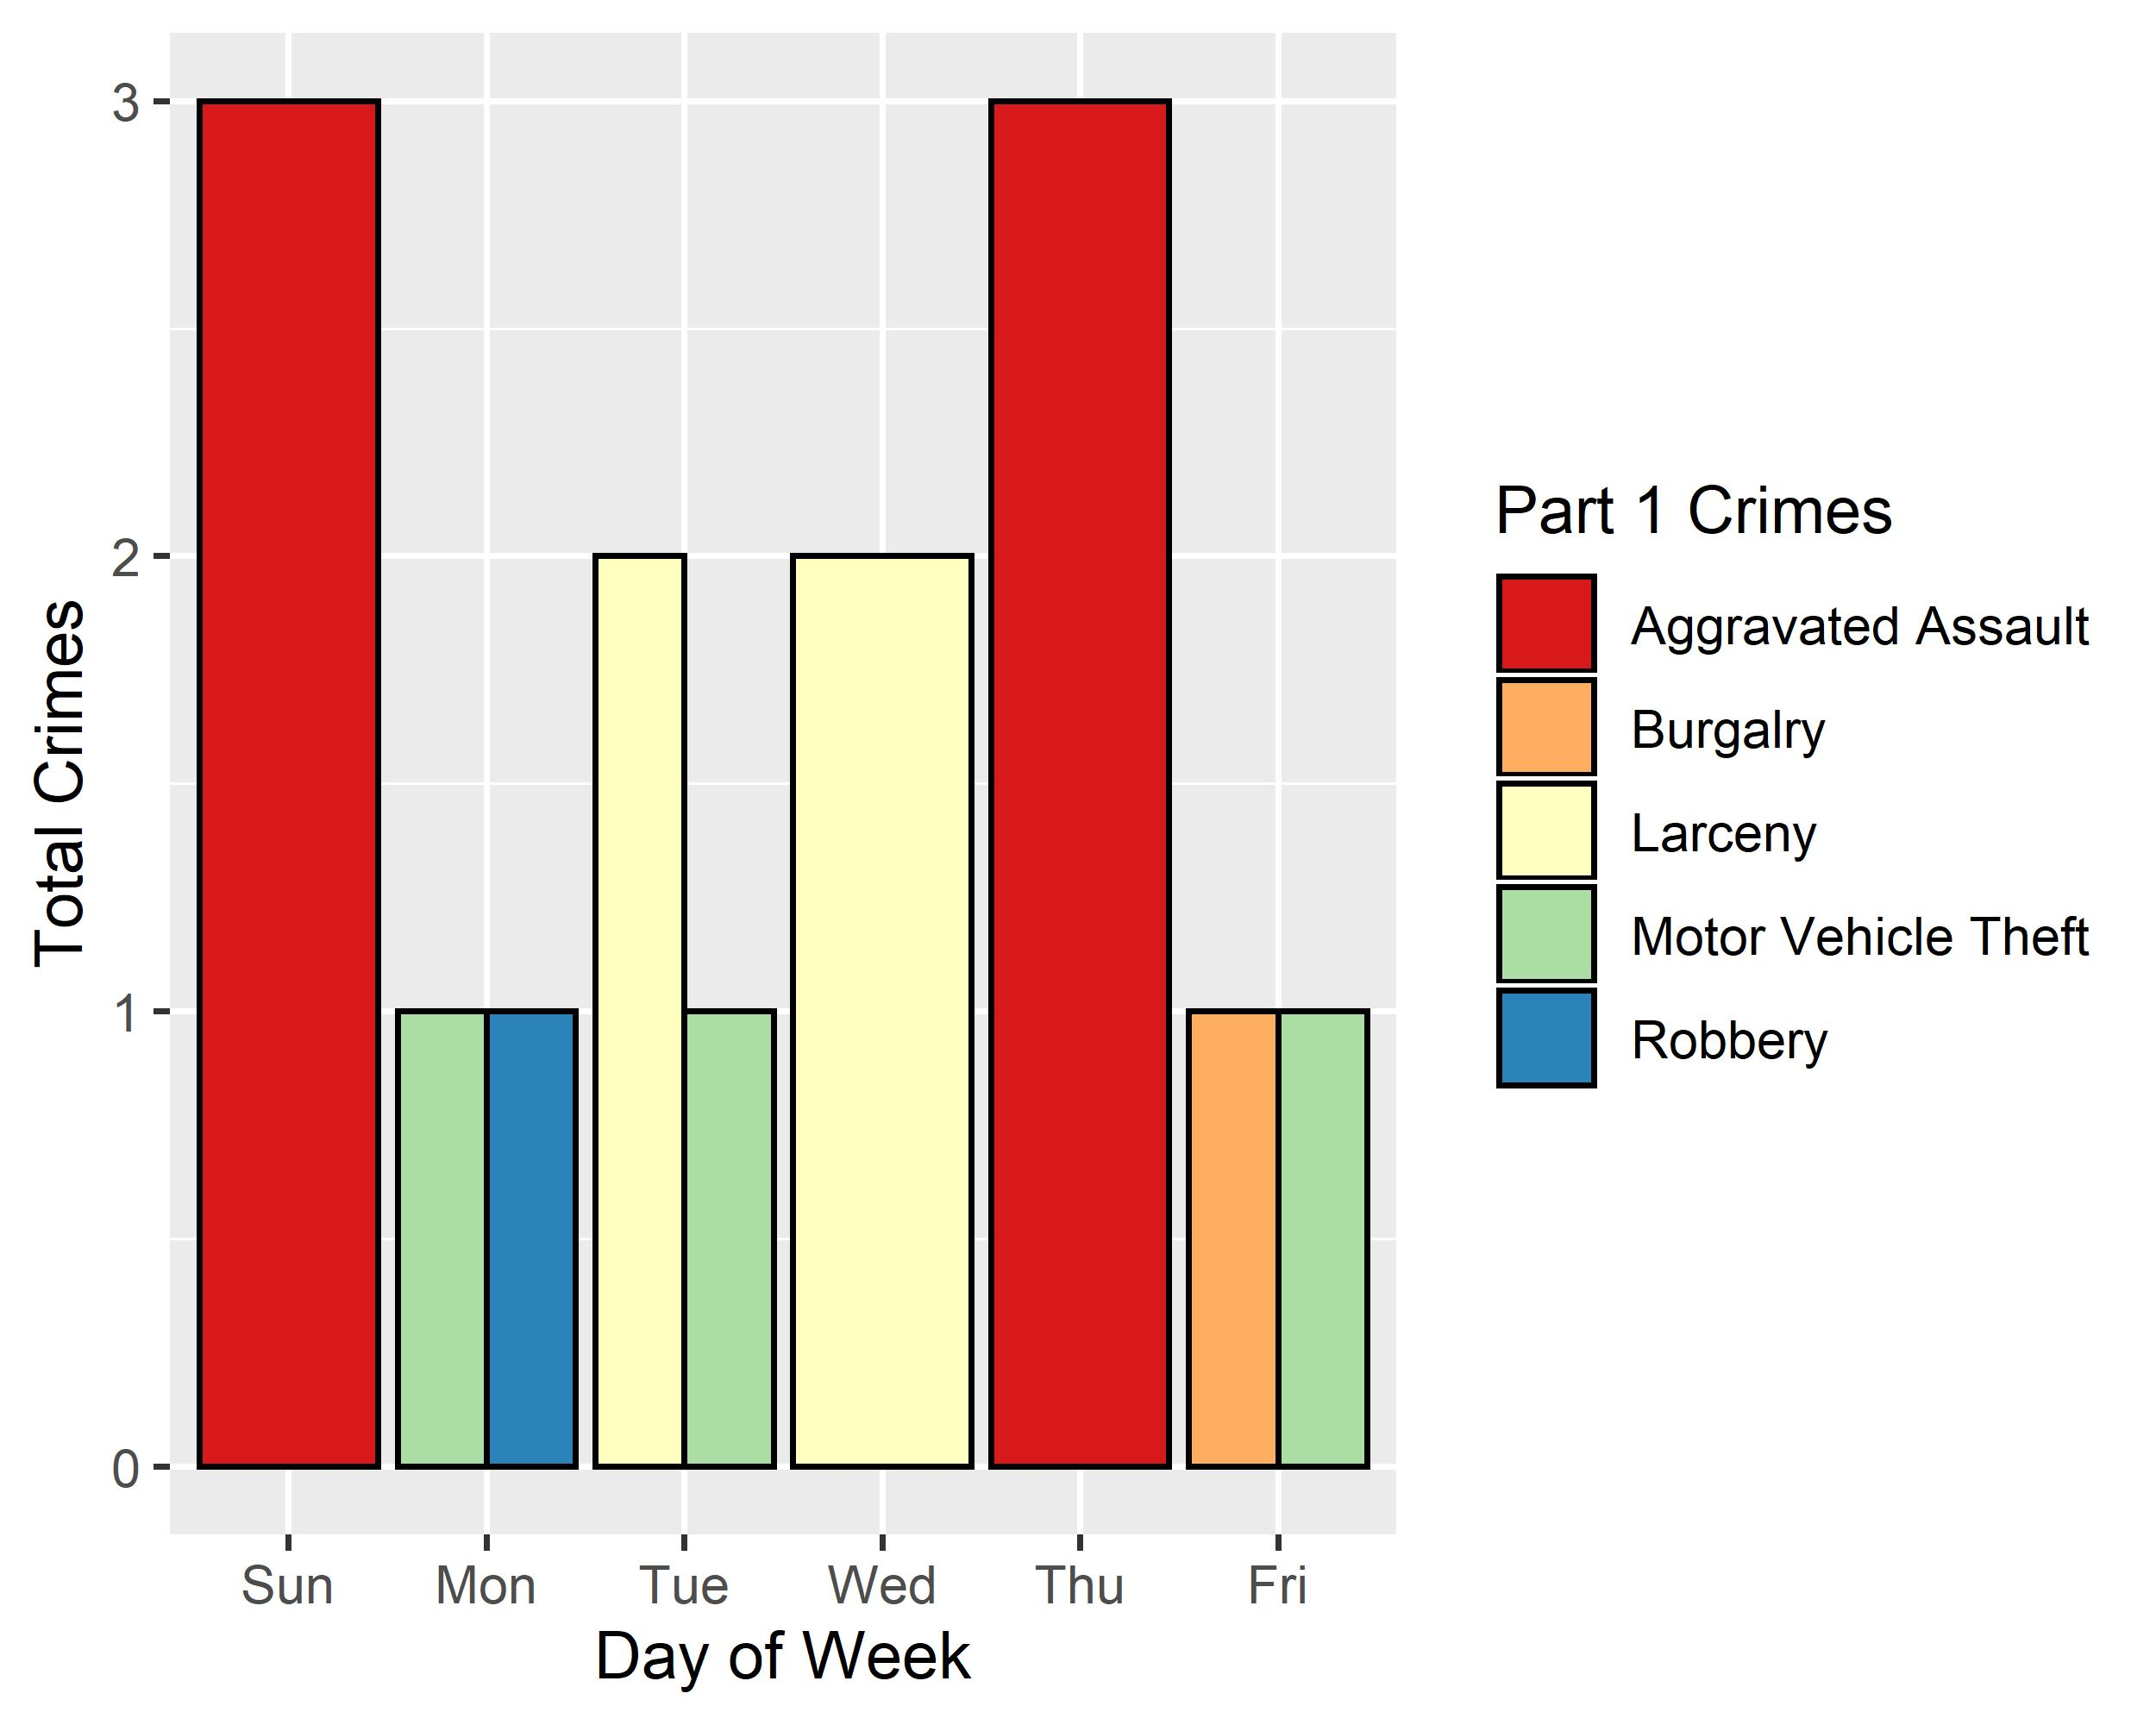 3
2
1
0
Total Crimes
Sun Mon Tue Wed Thu Fri
Day of Week
Part 1 Crimes
Aggravated Assault
Burgalry
Larceny
Motor Vehicle Theft
Robbery